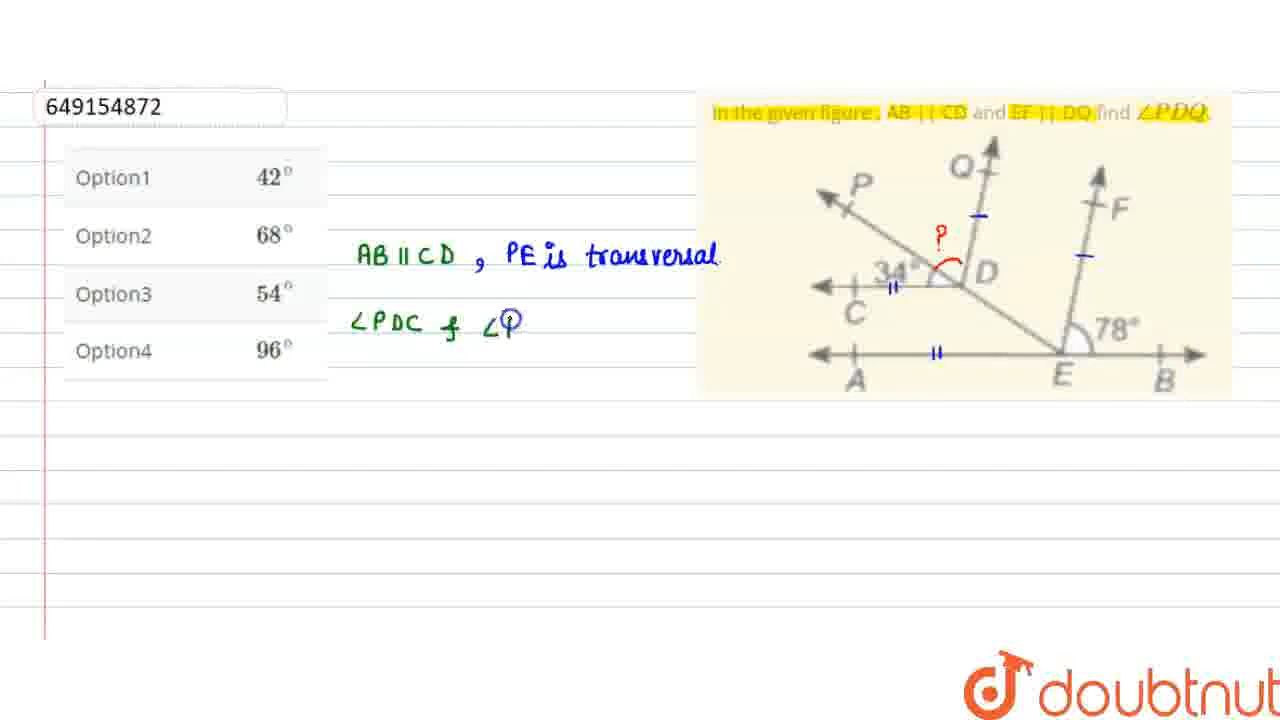 649154872
In the given figure , AB || CD and EF || DQ find ∠PDQ.
Option1 42°
Option2 68°
Option3 54°
Option4 96°
AB || CD , PE is transversal.
∠PDC & ∠P
P
Q
F
?
34°
D
C
78°
A
E
B
doubtnut